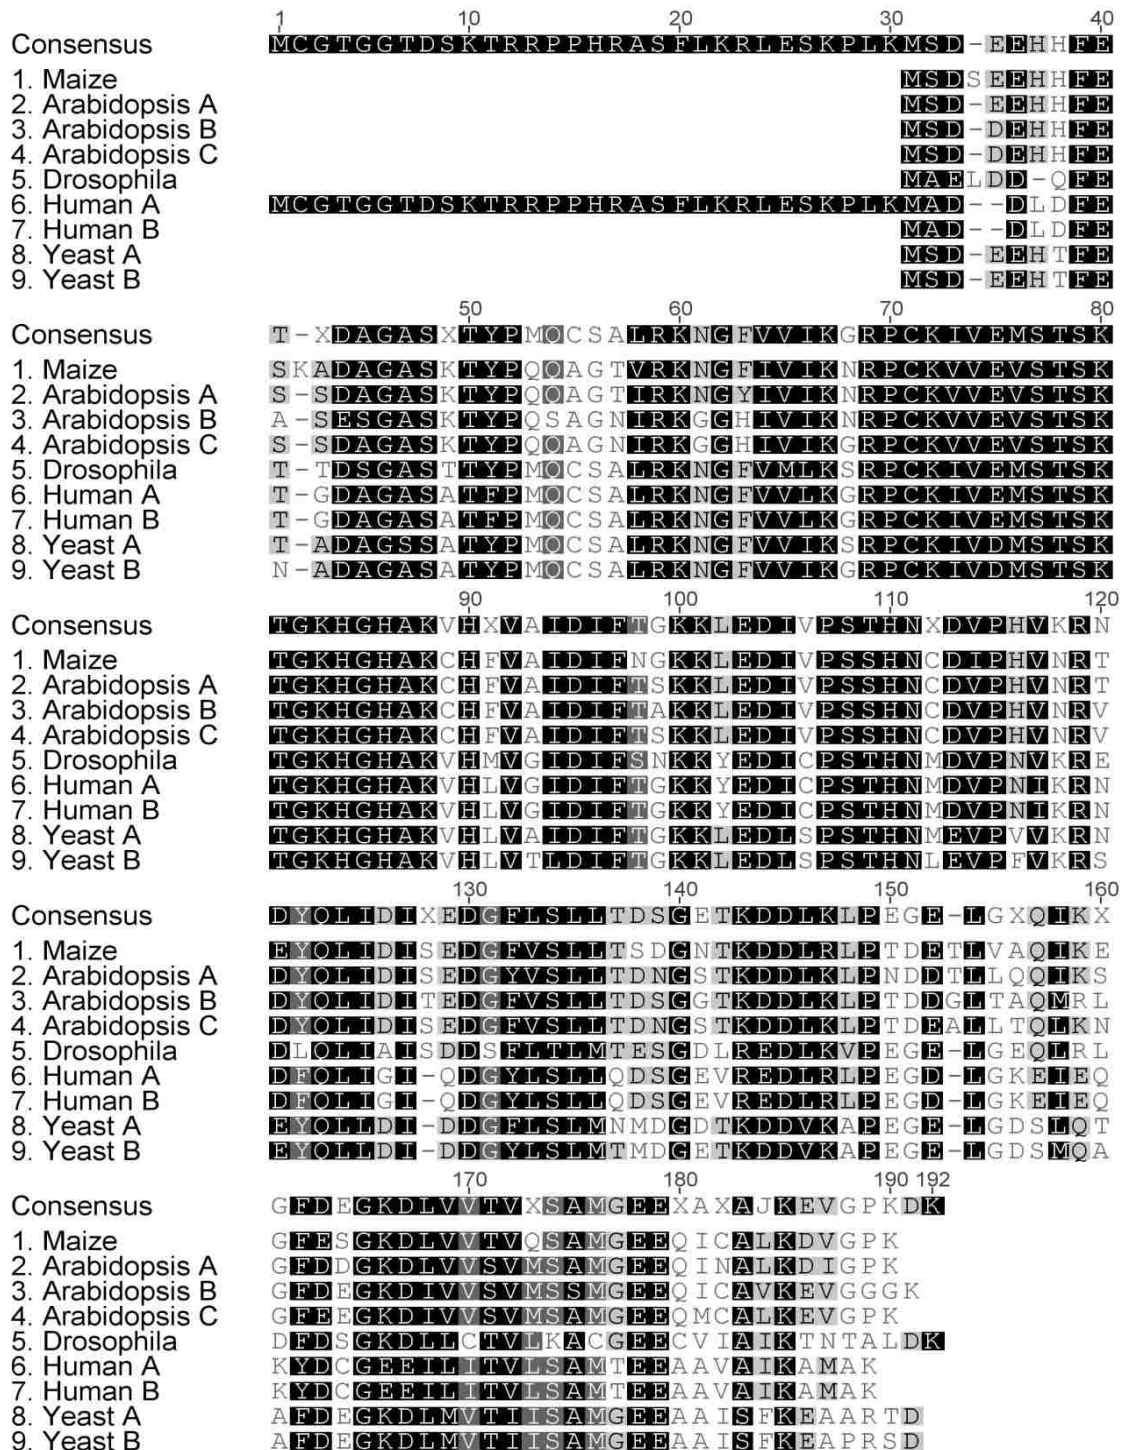 1 10 20 30 40
Consensus MCGTGGTDSKTRRPPHRASFLKRLESKPLKMSD-EEHHFE
1. Maize MSDSEEHHFE
2. Arabidopsis A MSD-EEHHFE
3. Arabidopsis B MSD-DEHHFE
4. Arabidopsis C MSD-DEHHFE
5. Drosophila MAELDD-QFE
6. Human A MCGTGGTDSKTRRPPHRASFLKRLESKPLKMAD--DLDFE
7. Human B MAD--DLDFE
8. Yeast A MSD-EEHTFE
9. Yeast B MSD-EEHTFE
50 60 70 80
Consensus T-XDAGASXTYPMQCSALRKNGFVVIKGRPCKIVEMSTSK
1. Maize SKADAGASKTYPQQAGTVRKNGFIVIKNRPCKVVEVSTSK
2. Arabidopsis A S-SDAGASKTYPQQAGTIRKNGYIVIKNRPCKVVEVSTSK
3. Arabidopsis B A-SESGASKTYPQSAGNIRKGGHIVIKNRPCKVVEVSTSK
4. Arabidopsis C S-SDAGASKTYPQQAGNIRKGGHIVIKGRPCKVVEVSTSK
5. Drosophila T-TDSGASTTYPMQCSALRKNGFVMLKSRPCKIVEMSTSK
6. Human A T-GDAGASATFPMQCSALRKNGFVVLKGRPCKIVEMSTSK
7. Human B T-GDAGASATFPMQCSALRKNGFVVLKGRPCKIVEMSTSK
8. Yeast A T-ADAGSSATYPMQCSALRKNGFVVIKSRPCKIVDMSTSK
9. Yeast B N-ADAGASATYPMQCSALRKNGFVVIKGRPCKIVDMSTSK
90 100 110 120
Consensus TGKHGHAKVHXVAIDIFTGKKLEDIVPSTHNXDVPHVKRN
1. Maize TGKHGHAKCHFVAIDIFNGKKLEDIVPSSHNCDIPHVNRT
2. Arabidopsis A TGKHGHAKCHFVAIDIFTSKKLEDIVPSSHNCDVPHVNRT
3. Arabidopsis B TGKHGHAKCHFVAIDIFTAKKLEDIVPSSHNCDVPHVNRV
4. Arabidopsis C TGKHGHAKCHFVAIDIFTSKKLEDIVPSSHNCDVPHVNRV
5. Drosophila TGKHGHAKVHMVGIDIFSNKKYEDICPSTHNMDVPNVKRE
6. Human A TGKHGHAKVHLVGIDIFTGKKYEDICPSTHNMDVPNIKRN
7. Human B TGKHGHAKVHLVGIDIFTGKKYEDICPSTHNMDVPNIKRN
8. Yeast A TGKHGHAKVHLVAIDIFTGKKLEDLSPSTHNMEVPVVKRN
9. Yeast B TGKHGHAKVHLVTLDIFTGKKLEDLSPSTHNLEVPFVKRS
130 140 150 160
Consensus DYQLIDIXEDGFLSLLTDSGETKDDLKLPEGE-LGXQIKX
1. Maize EYQLIDISEDGFVSLLTSDGNTKDDLRLPTDETLVAQIKE
2. Arabidopsis A DYQLIDISEDGYVSLLTDNGSTKDDLKLPNDDTLLQQIKS
3. Arabidopsis B DYQLIDITEDGFVSLLTDSGGTKDDLKLPTDDGLTAQMRL
4. Arabidopsis C DYQLIDISEDGFVSLLTDNGSTKDDLKLPTDEALLTQLKN
5. Drosophila DLQLIAISDDSFLTLMTESGDLREDLKVPEGE-LGEQLRL
6. Human A DFQLIGI-QDGYLSLLQDSGEVREDLRLPEGD-LGKEIEQ
7. Human B DFQLIGI-QDGYLSLLQDSGEVREDLRLPEGD-LGKEIEQ
8. Yeast A EYQLLDI-DDGFLSLMNMDGDTKDDVKAPEGE-LGDSLQT
9. Yeast B EYQLLDI-DDGYLSLMTMDGETKDDVKAPEGE-LGDSMQA
170 180 190 192
Consensus GFDEGKDLVVTVXSAMGEEXAXAJKEVGPKDK
1. Maize GFESGKDLVVTVQSAMGEEQICALKDVGPK
2. Arabidopsis A GFDDGKDLVVSVMSAMGEEQINALKDIGPK
3. Arabidopsis B GFDEGKDIVVSVMSSMGEEQICAVKEVGGGK
4. Arabidopsis C GFEEGKDIVVSVMSAMGEEQMCALKEVGPK
5. Drosophila DFDSGKDLLCTVLKACGEECVIAIKTNTALDK
6. Human A KYDCGEEILITVLSAMTEEAAVAIKAMAK
7. Human B KYDCGEEILITVLSAMTEEAAVAIKAMAK
8. Yeast A AFDEGKDLMVTIISAMGEEAAISFKEAARTD
9. Yeast B AFDEGKDLMVTIISAMGEEAAISFKEAPRSD